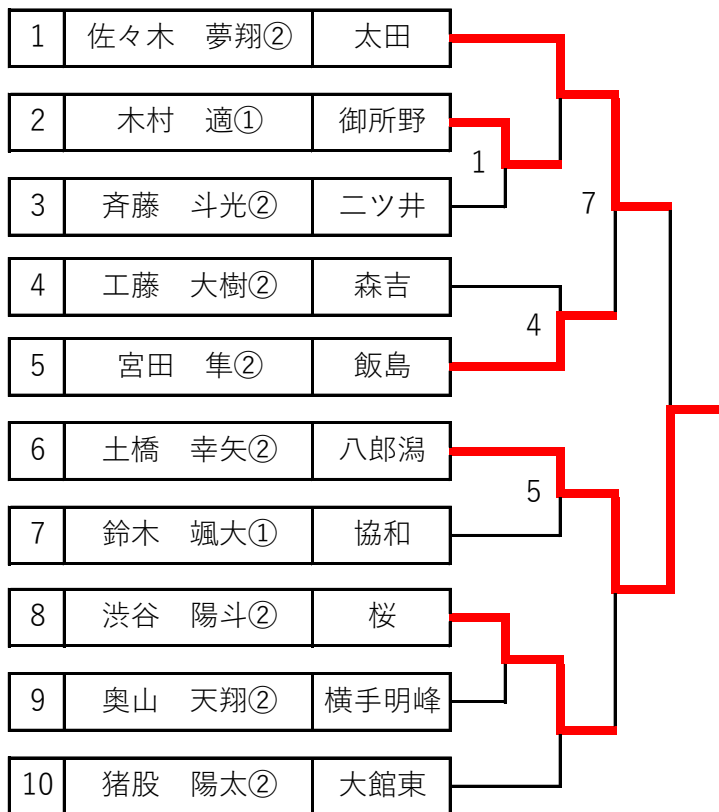 1 佐々木　夢翔② 太田
2 木村　適① 御所野
1
3 斉藤　斗光② 二ツ井
7
4 工藤　大樹② 森吉
4
5 宮田　隼② 飯島
6 土橋　幸矢② 八郎潟
5
7 鈴木　颯大① 協和
8 渋谷　陽斗② 桜
9 奥山　天翔② 横手明峰
10 猪股　陽太② 大館東